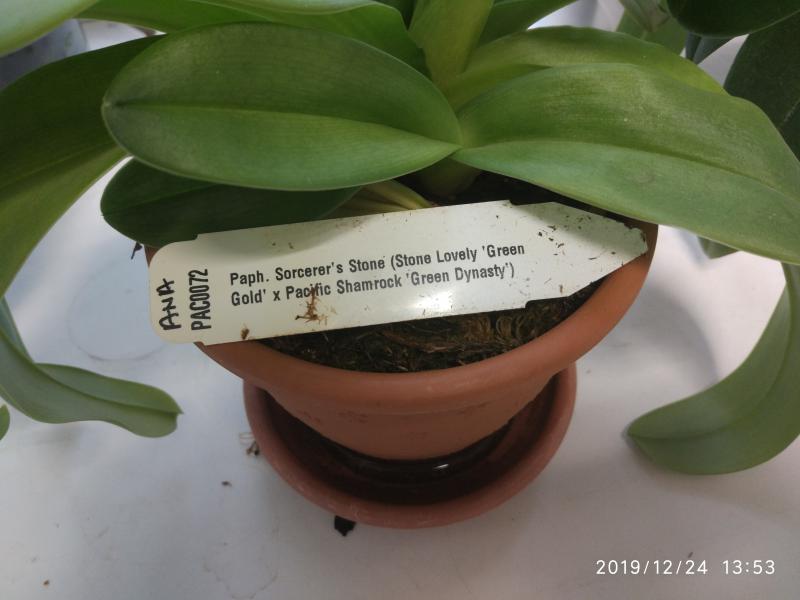 ANA
PAC0072
Paph. Sorcerer's Stone (Stone Lovely 'Green
Gold' x Pacific Shamrock 'Green Dynasty')
2019/12/24 13:53